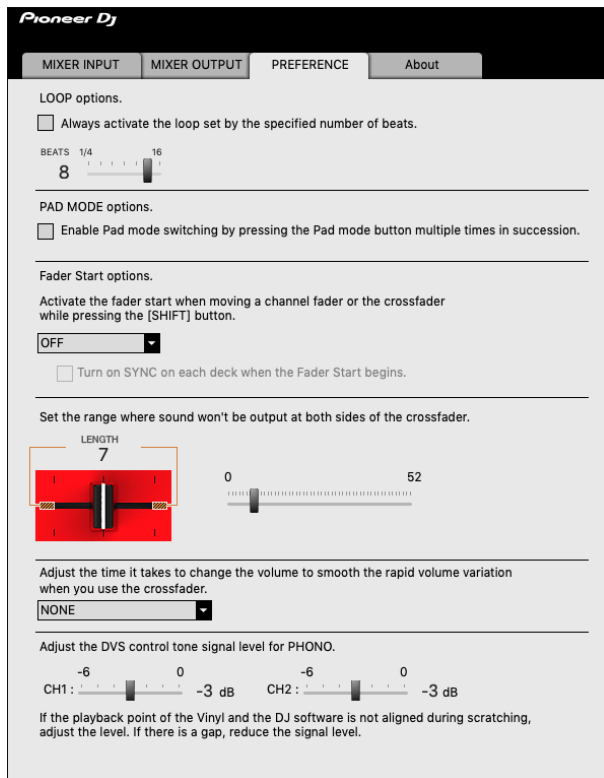 Pioneer Dj
MIXER INPUT MIXER OUTPUT PREFERENCE About
LOOP options.
Always activate the loop set by the specified number of beats.
BEATS 1/4 16
8
PAD MODE options.
Enable Pad mode switching by pressing the Pad mode button multiple times in succession.
Fader Start options.
Activate the fader start when moving a channel fader or the crossfader
while pressing the [SHIFT] button.
OFF
Turn on SYNC on each deck when the Fader Start begins.
Set the range where sound won't be output at both sides of the crossfader.
LENGTH
7
0 52
Adjust the time it takes to change the volume to smooth the rapid volume variation
when you use the crossfader.
NONE
Adjust the DVS control tone signal level for PHONO.
-6 0 -6 0
CH1 : -3 dB CH2 : -3 dB
If the playback point of the Vinyl and the DJ software is not aligned during scratching,
adjust the level. If there is a gap, reduce the signal level.